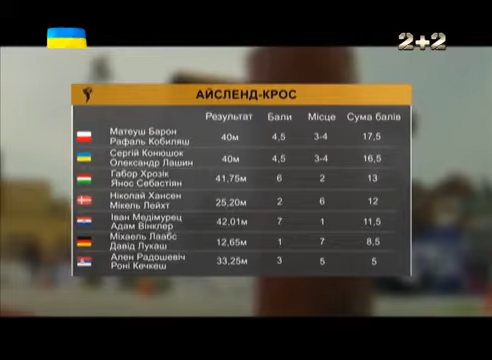 2+2
АЙСЛЕНД-КРОС
Результат Бали Місце Сума балів
Матеуш Барон
Рафаль Кобиляш
40м 4,5 3-4 17,5
Сергій Конюшок
Олександр Лашин
40м 4,5 3-4 16,5
Габор Хрозік
Янос Себастіян
41,75м 6 2 13
Ніколай Хансен
Мікель Лейхт
25,20м 2 6 12
Іван Медімурец
Адам Вінклер
42,01м 7 1 11,5
Міхаель Лаабс
Давід Лукаш
12,65м 1 7 8,5
Ален Радошевіч
Роні Кечкеш
33,25м 3 5 5